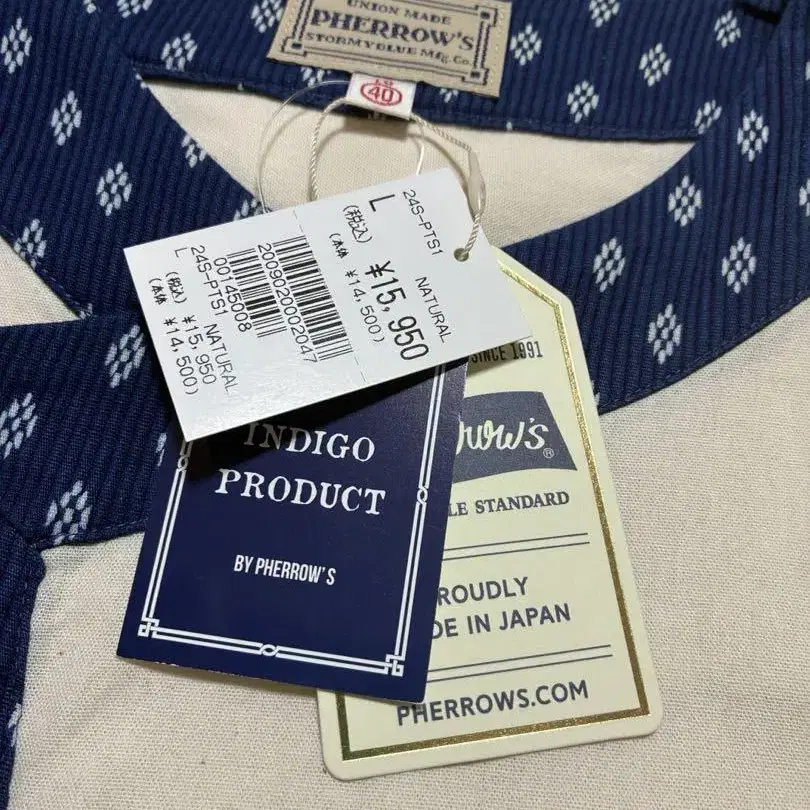 UNION MADE
PHERROW'S
STORMYBLUE Mfg. Co.
40
24S-PTS1 NATURAL
L
(税込) ¥15,950
(本体 ¥14,500)
2009020002047
00145008
24S-PTS1 NATURAL
L (税込) ¥15,950
(本体 ¥14,500)
INDIGO
PRODUCT
BY PHERROW'S
SINCE 1991
row's®
LE STANDARD
ROUDLY
DE IN JAPAN
PHERROWS.COM